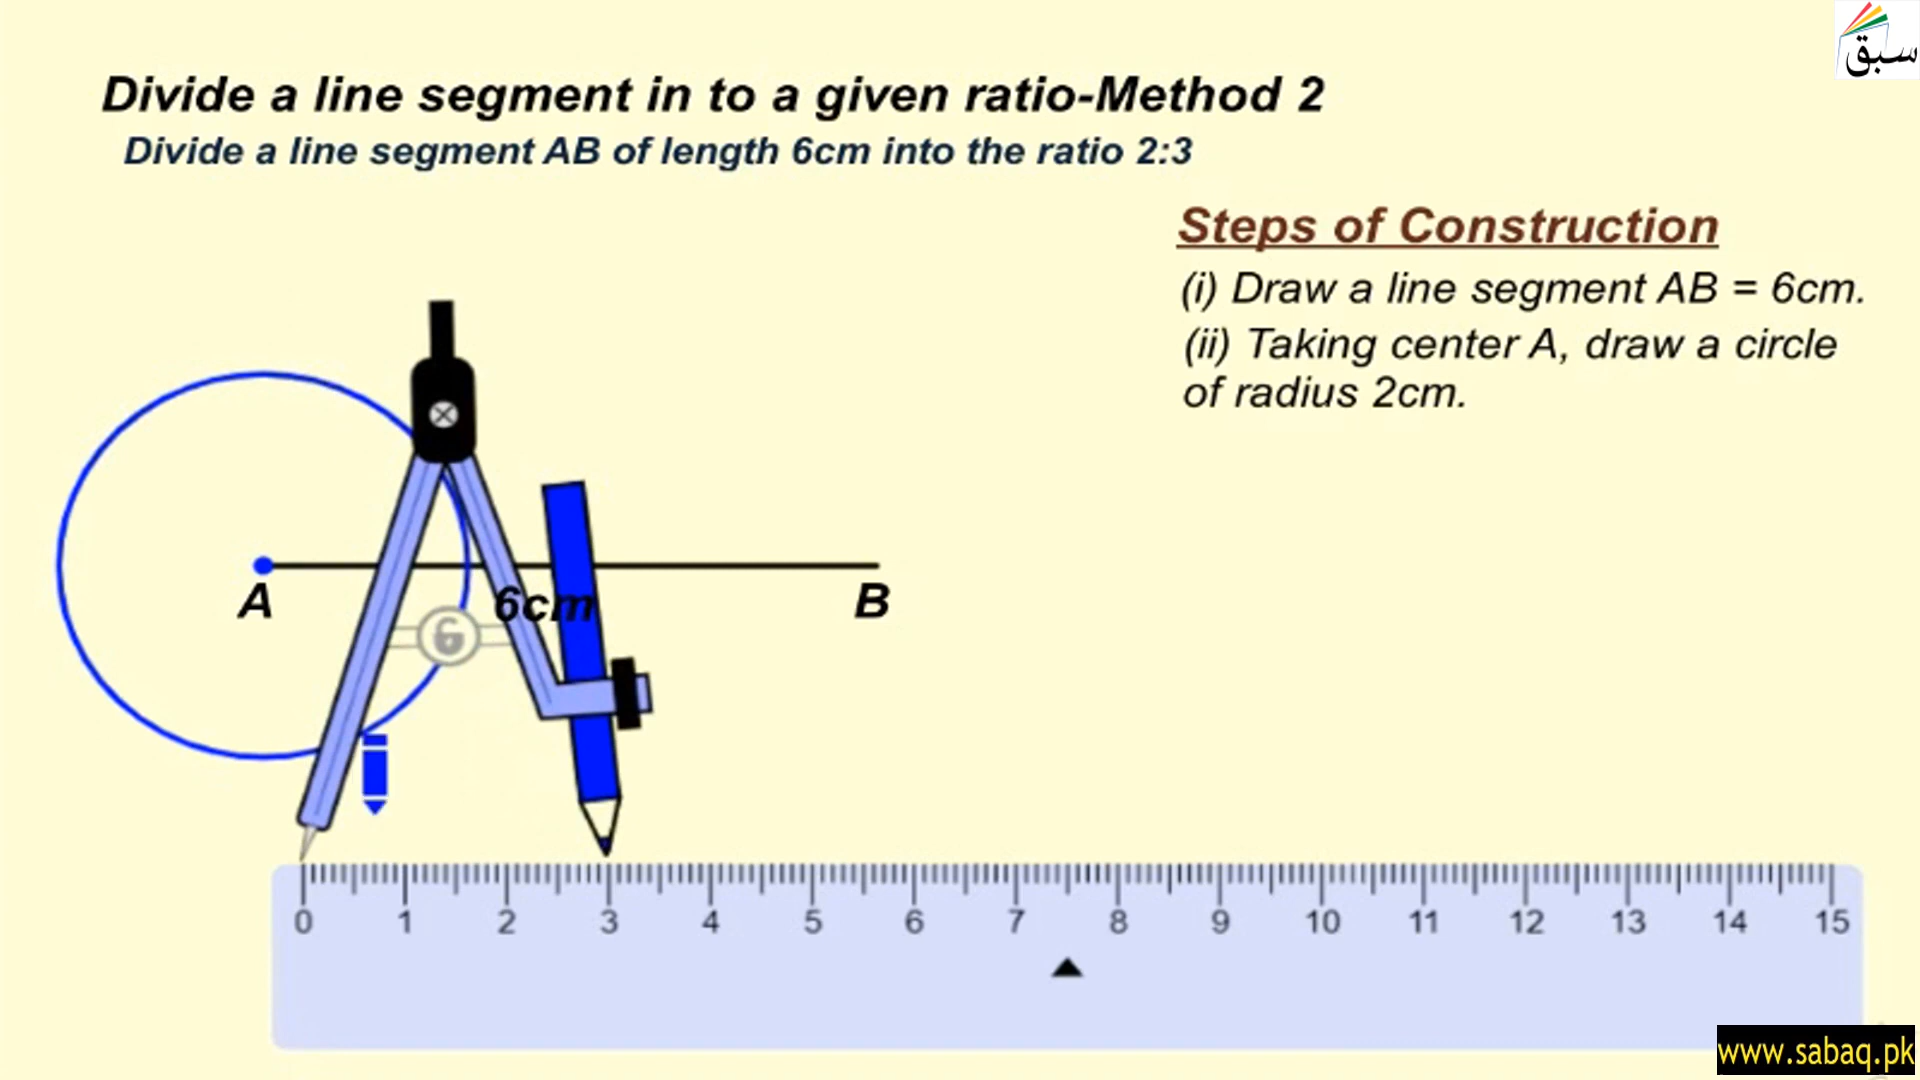 سبق
Divide a line segment in to a given ratio-Method 2
Divide a line segment AB of length 6cm into the ratio 2:3
Steps of Construction
(i) Draw a line segment AB = 6cm.
(ii) Taking center A, draw a circle
of radius 2cm.
A 6cm B
0 1 2 3 4 5 6 7 8 9 10 11 12 13 14 15
www.sabaq.pk